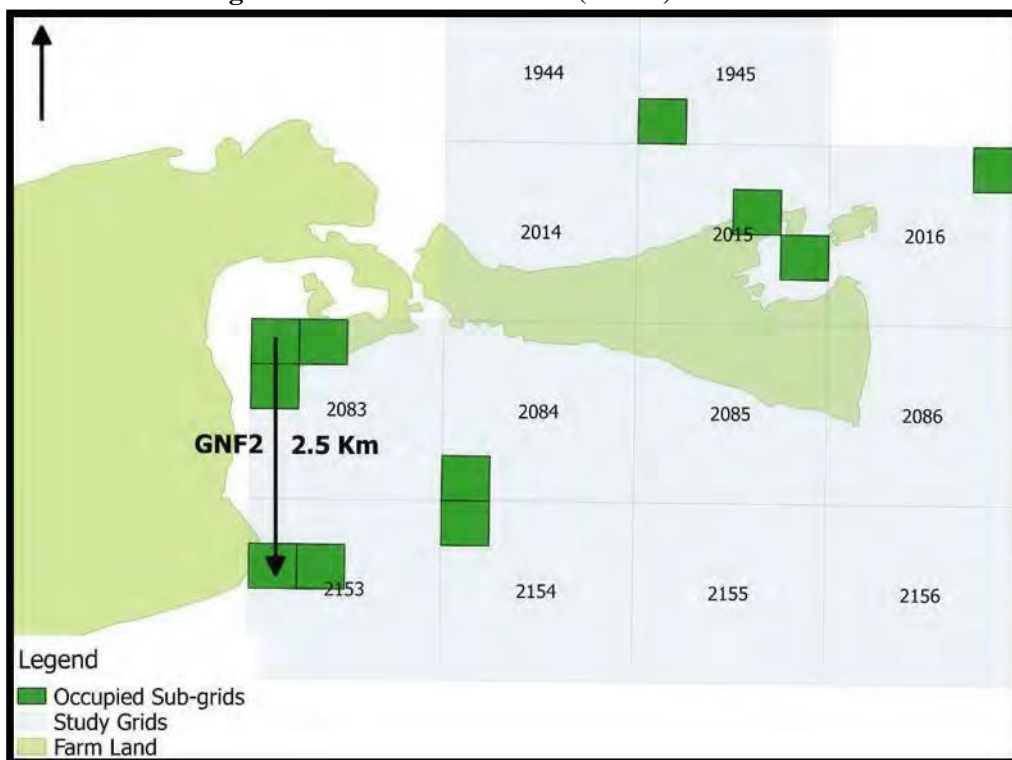 1944 1945
2014 2015 2016
2083 2084 2085 2086
GNF2 2.5 Km
2153 2154 2155 2156
Legend
Occupied Sub-grids
Study Grids
Farm Land